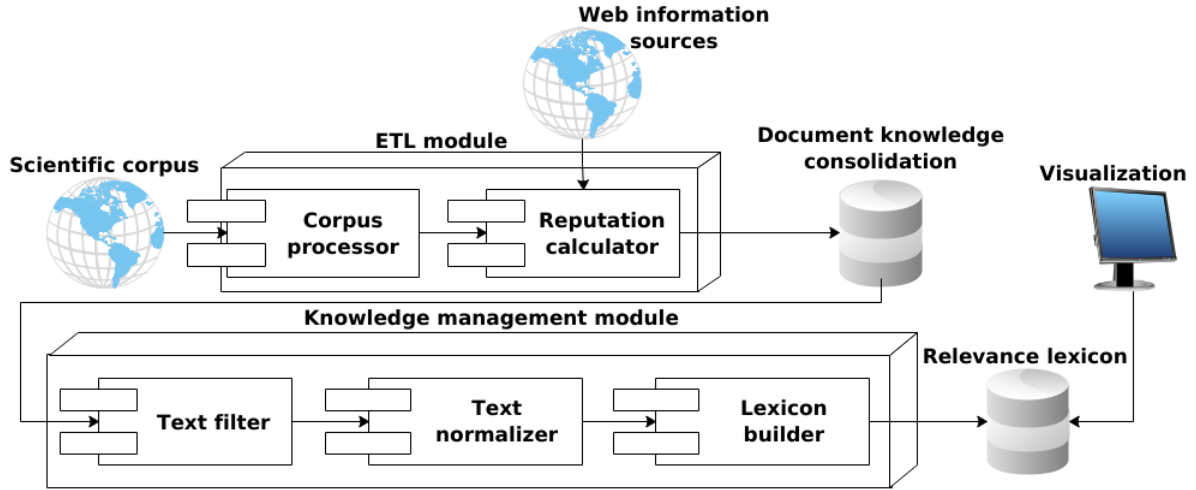 Web information
sources
ETL module
Document knowledge
consolidation
Scientific corpus
Visualization
Corpus
processor
Reputation
calculator
Knowledge management module
Relevance lexicon
Text filter
Text
normalizer
Lexicon
builder